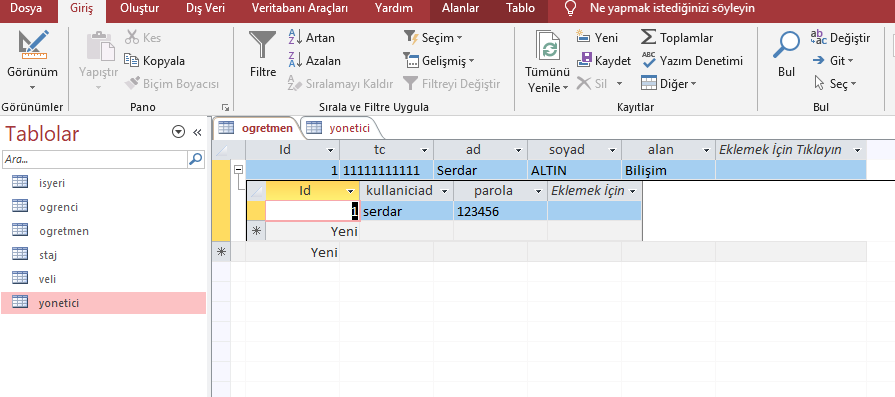 Dosya Giriş Oluştur Dış Veri Veritabanı Araçları Yardım Alanlar Tablo Ne yapmak istediğinizi söyleyin
Görünüm
Görünümler
Yapıştır
Kes
Kopyala
Biçim Boyacısı
Pano
Filtre
Artan
Azalan
Sıralamayı Kaldır
Seçim
Gelişmiş
Filtreyi Değiştir
Sırala ve Filtre Uygula
Tümünü
Yenile
Yeni
Kaydet
Sil
Toplamlar
Yazım Denetimi
Diğer
Kayıtlar
Bul
Değiştir
Git
Seç
Bul
Tablolar
Ara...
isyeri
ogrenci
ogretmen
staj
veli
yonetici
ogretmen yonetici
Id tc ad soyad alan Eklemek İçin Tıklayın
1 11111111111 Serdar ALTIN Bilişim
Id kullaniciad parola Eklemek İçin
1 serdar 123456
Yeni
Yeni